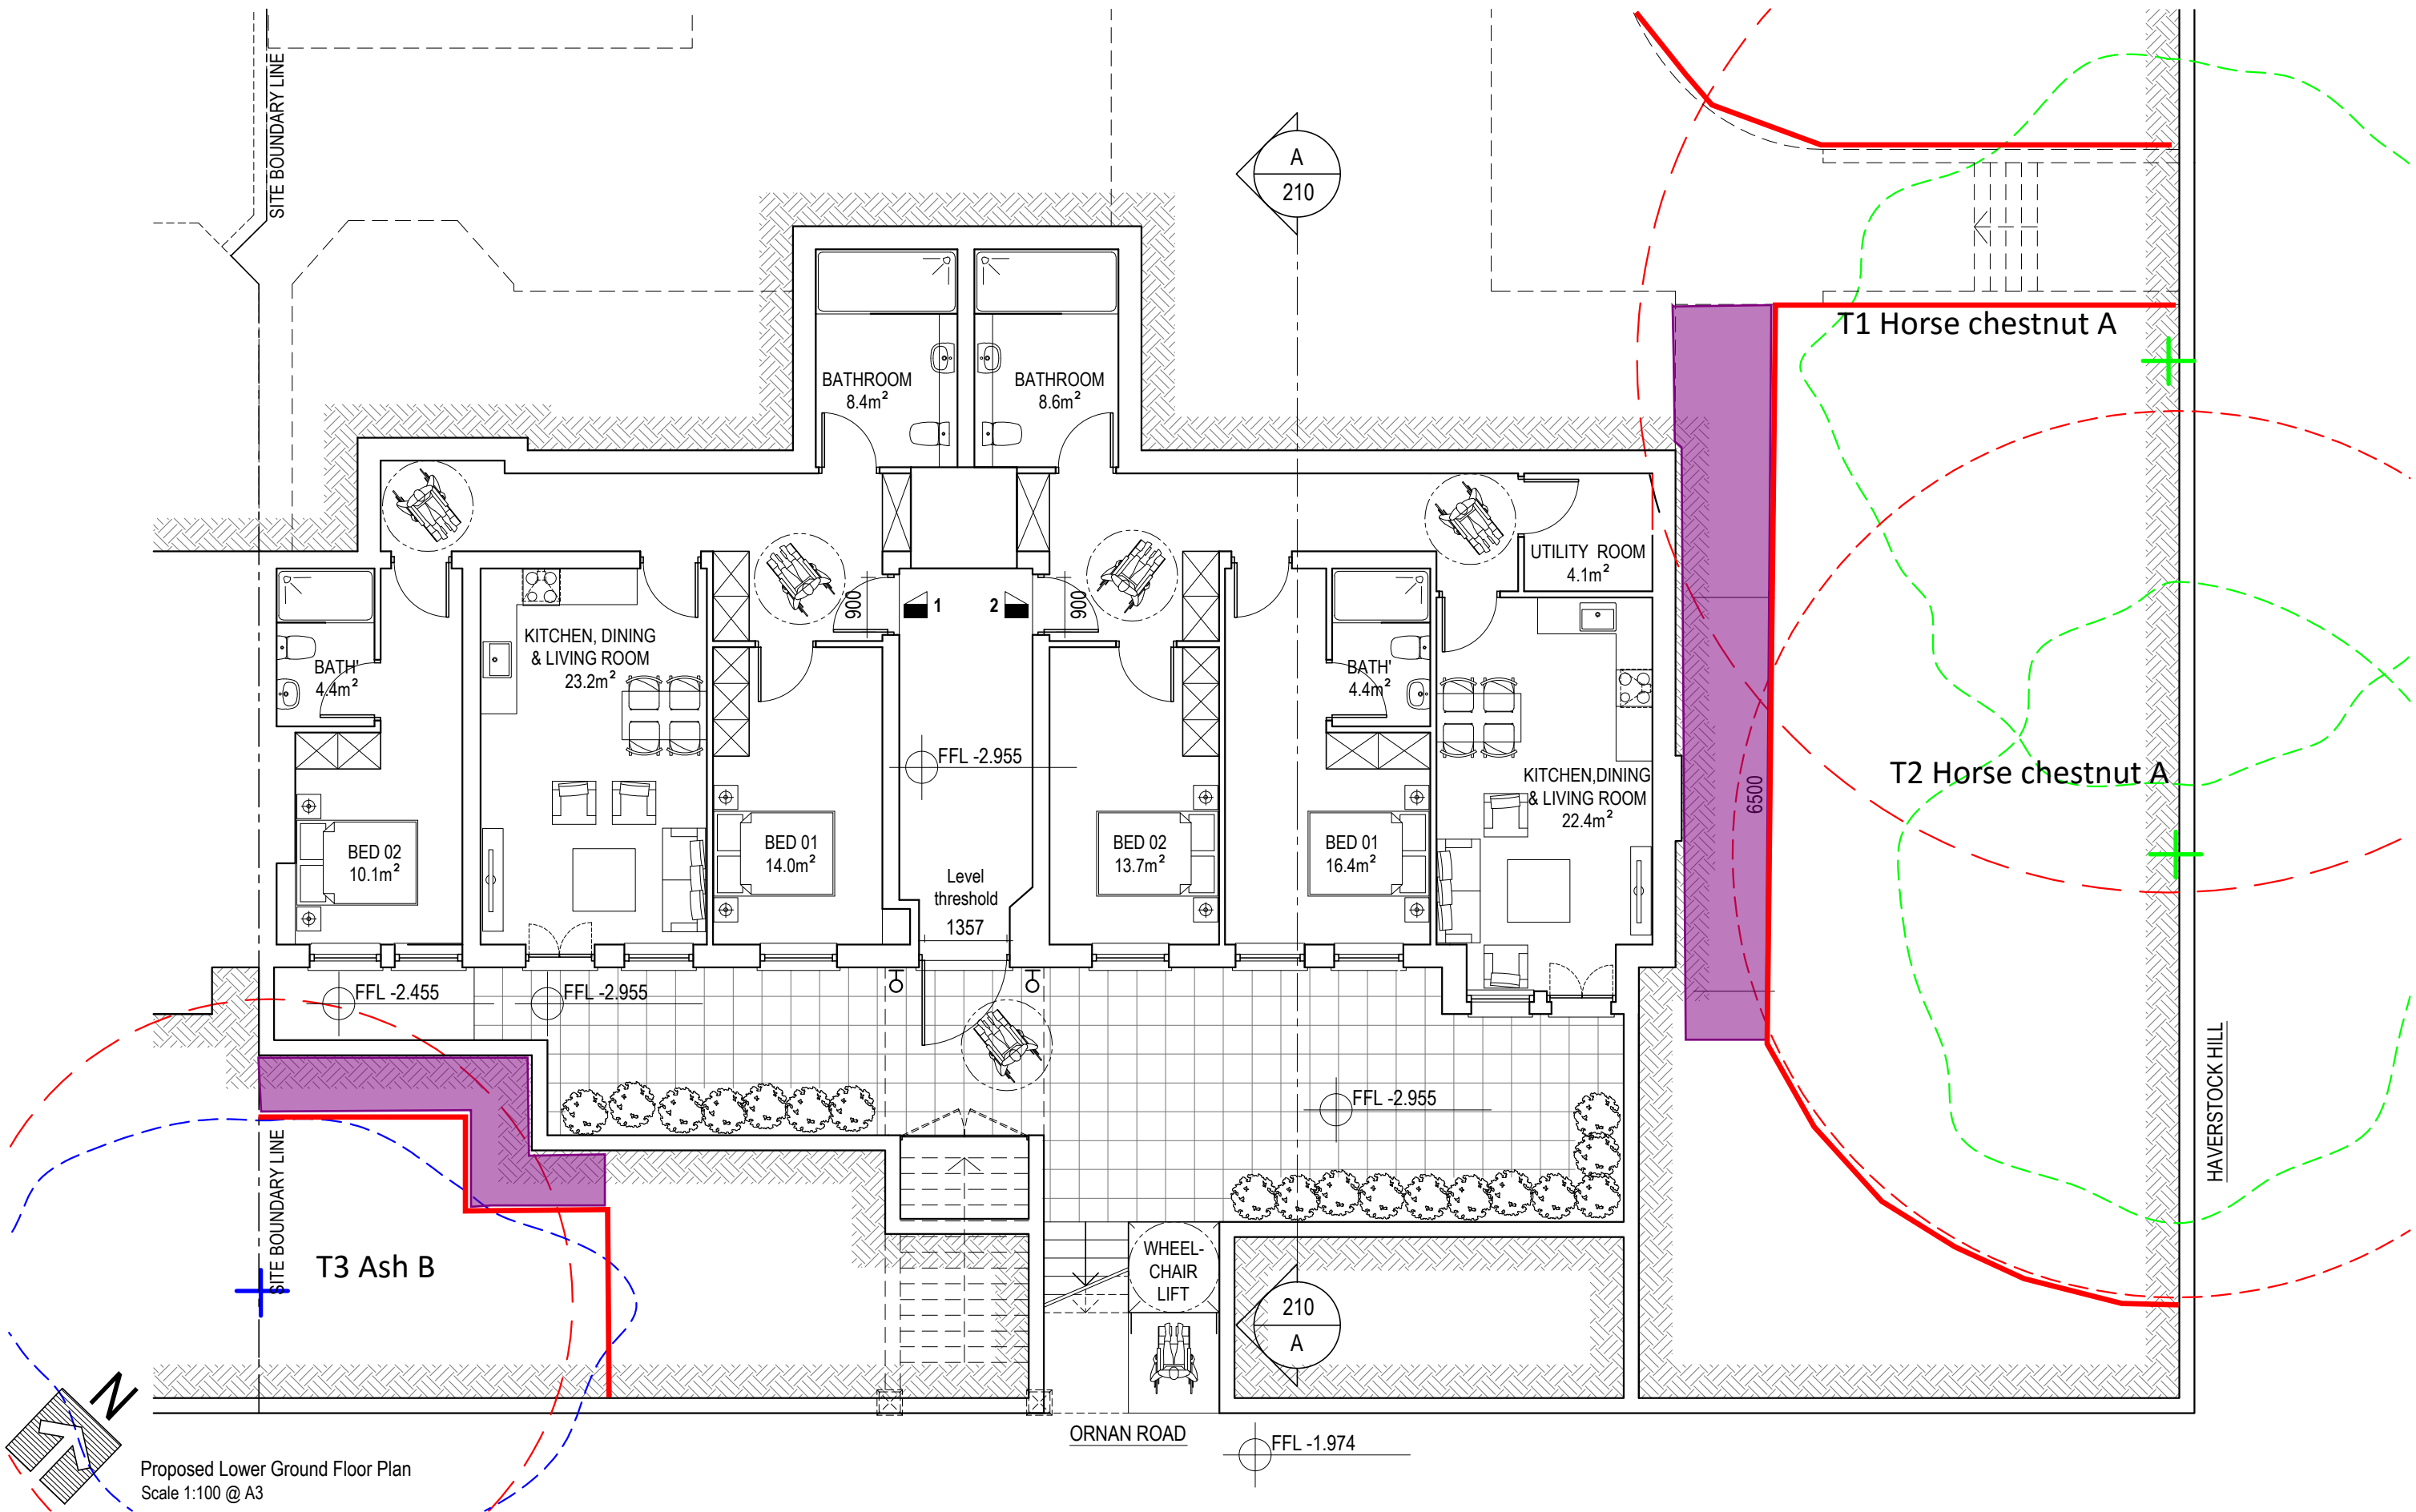 SITE BOUNDARY LINE
A
210
T1 Horse chestnut A
BATHROOM
8.4m²
BATHROOM
8.6m²
UTILITY ROOM
4.1m²
900
1
2
900
KITCHEN, DINING
& LIVING ROOM
23.2m²
BATH'
4.4m²
BATH'
4.4m²
FFL -2.955
KITCHEN,DINING
& LIVING ROOM
22.4m²
6500
T2 Horse chestnut A
BED 02
10.1m²
BED 01
14.0m²
BED 02
13.7m²
BED 01
16.4m²
Level
threshold
1357
FFL -2.455
FFL -2.955
FFL -2.955
HAVERSTOCK HILL
SITE BOUNDARY LINE
T3 Ash B
WHEEL-
CHAIR
LIFT
210
A
N
ORNAN ROAD
FFL -1.974
Proposed Lower Ground Floor Plan
Scale 1:100 @ A3